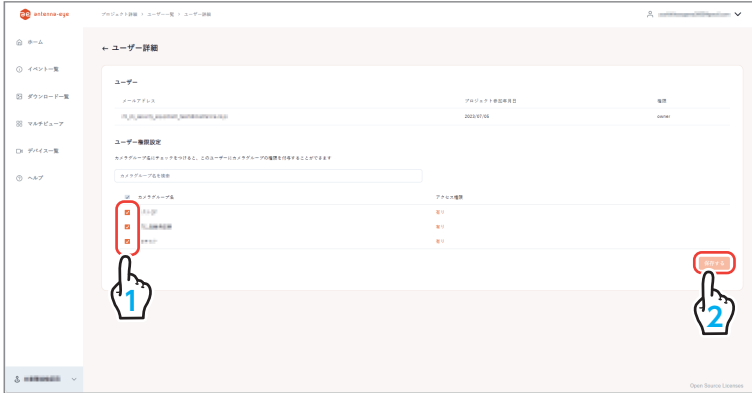 ae antenna-eye
プロジェクト詳細 › ユーザー一覧 › ユーザー詳細
ホーム
← ユーザー詳細
イベント一覧
ユーザー
ダウンロード一覧
メールアドレス プロジェクト参加年月日 権限
2023/07/06 owner
マルチビューア
ユーザー権限設定
デバイス一覧
カメラグループ名にチェックをつけると、このユーザーにカメラグループの権限を付与することができます
ヘルプ
カメラグループ名を検索
カメラグループ名 アクセス権限
有り
有り
有り
保存する
1
2
Open Source Licenses